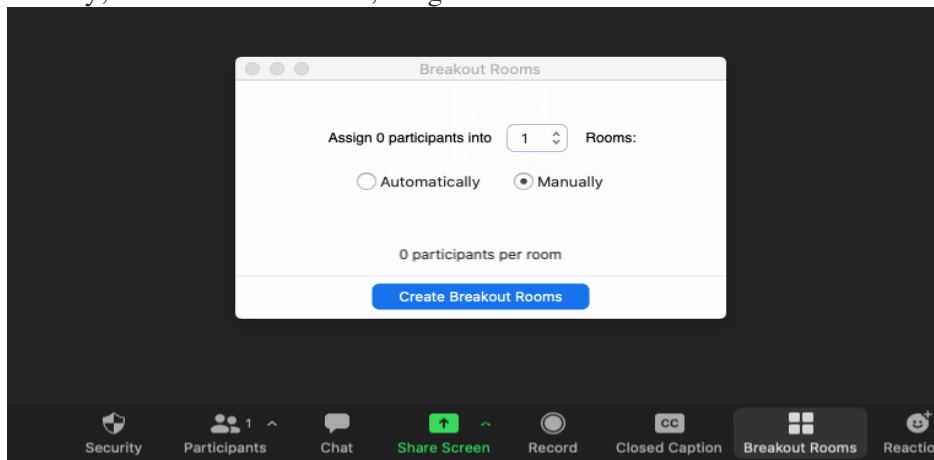 Breakout Rooms
Assign 0 participants into 1 Rooms:
Automatically Manually
0 participants per room
Create Breakout Rooms
1
CC
Security Participants Chat Share Screen Record Closed Caption Breakout Rooms